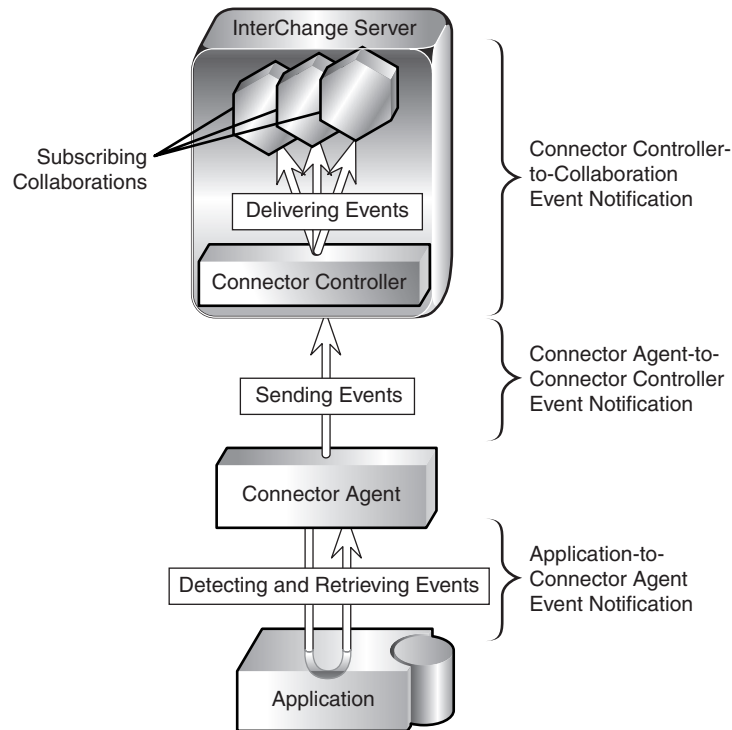 InterChange Server
Subscribing
Collaborations
Delivering Events
Connector Controller
Connector Controller-
to-Collaboration
Event Notification
Sending Events
Connector Agent-to-
Connector Controller
Event Notification
Connector Agent
Detecting and Retrieving Events
Application-to-
Connector Agent
Event Notification
Application